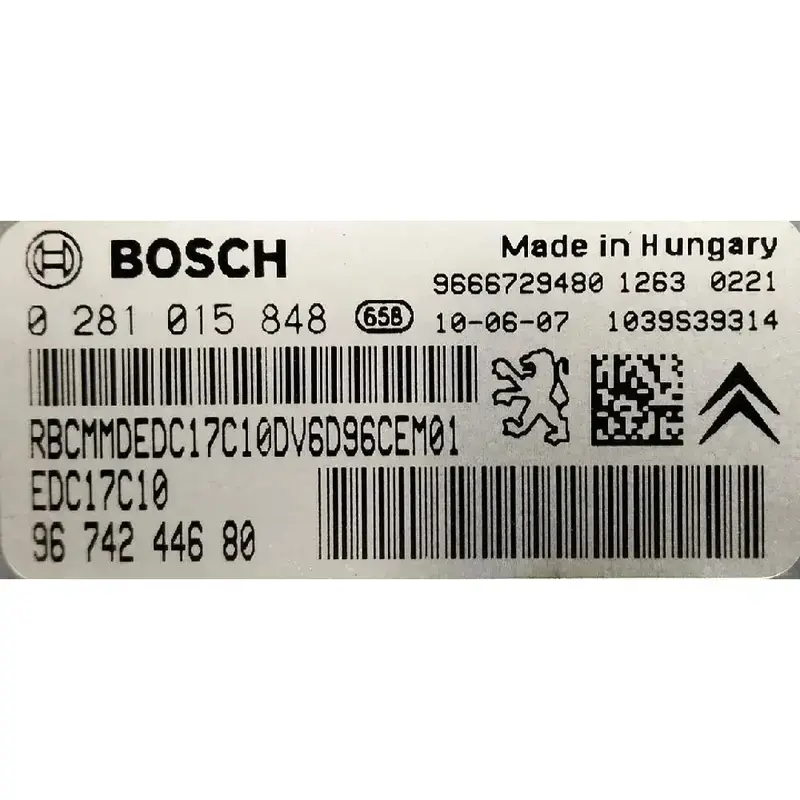 BOSCH
Made in Hungary
9666729480 1263 0221
0 281 015 848 65B 10-06-07 1039S39314
RBCMMDEDC17C10DV6D96CEM01
EDC17C10
96 742 446 80